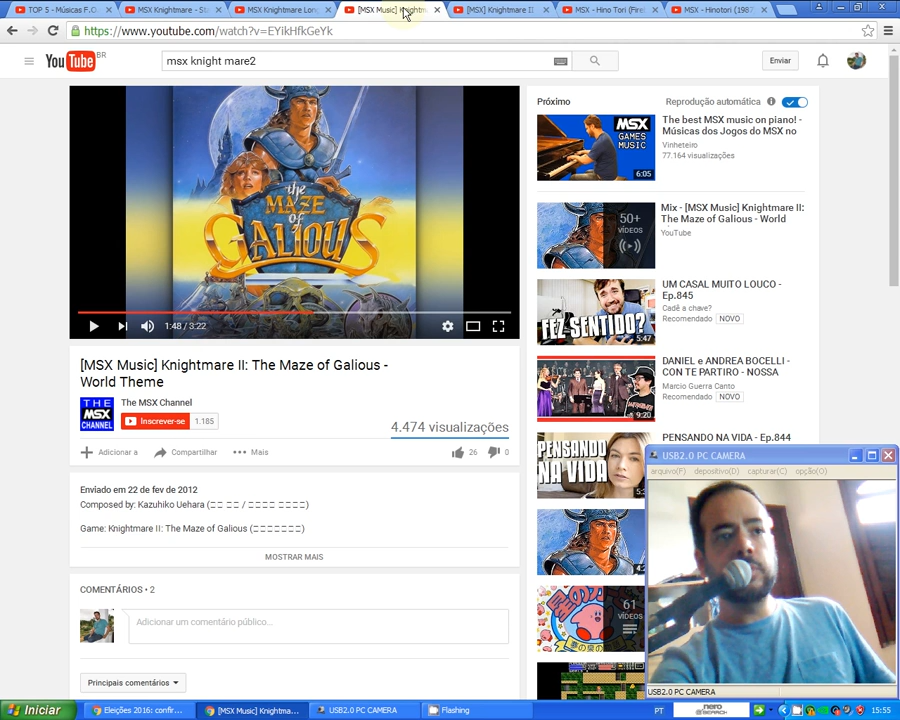 TOP 5 - Músicas F.O
MSX Knightmare - Sta
MSX Knightmare Long
[MSX Music] Knightm
[MSX] Knightmare II
MSX - Hino Tori (Fire
MSX - Hinotori (1987
https://www.youtube.com/watch?v=EYikHfkGeYk
YouTube BR
msx knight mare2
Enviar
the
MAZE
of
GALIOUS
1:48 / 3:22
[MSX Music] Knightmare II: The Maze of Galious -
World Theme
THE
MSX
CHANNEL
The MSX Channel
Inscrever-se
1.185
4.474 visualizações
Adicionar a
Compartilhar
Mais
26
0
Enviado em 22 de fev de 2012
Composed by: Kazuhiko Uehara (□□ □□ / □□□□ □□□□)
Game: Knightmare II: The Maze of Galious (□□□□□□□)
MOSTRAR MAIS
COMENTÁRIOS • 2
Adicionar um comentário público...
Principais comentários
Próximo
Reprodução automática
MSX
GAMES
MUSIC
6:05
The best MSX music on piano! -
Músicas dos Jogos do MSX no
Vinheteiro
77.164 visualizações
50+
VÍDEOS
Mix - [MSX Music] Knightmare II:
The Maze of Galious - World
YouTube
FEZ SENTIDO?
5:47
UM CASAL MUITO LOUCO -
Ep.845
Cadê a chave?
Recomendado NOVO
9:20
DANIEL e ANDREA BOCELLI -
CON TE PARTIRO - NOSSA
Marcio Guerra Canto
Recomendado NOVO
PENSANDO
NA VIDA
PENSANDO NA VIDA - Ep.844
61
VÍDEOS
USB2.0 PC CAMERA
arquivo(F)
depositivo(D)
capturar(C)
opção(O)
USB2.0 PC CAMERA
Iniciar
Eleições 2016: confir...
[MSX Music] Knightma...
USB2.0 PC CAMERA
Flashing
PT
nero
SEARCH
15:55